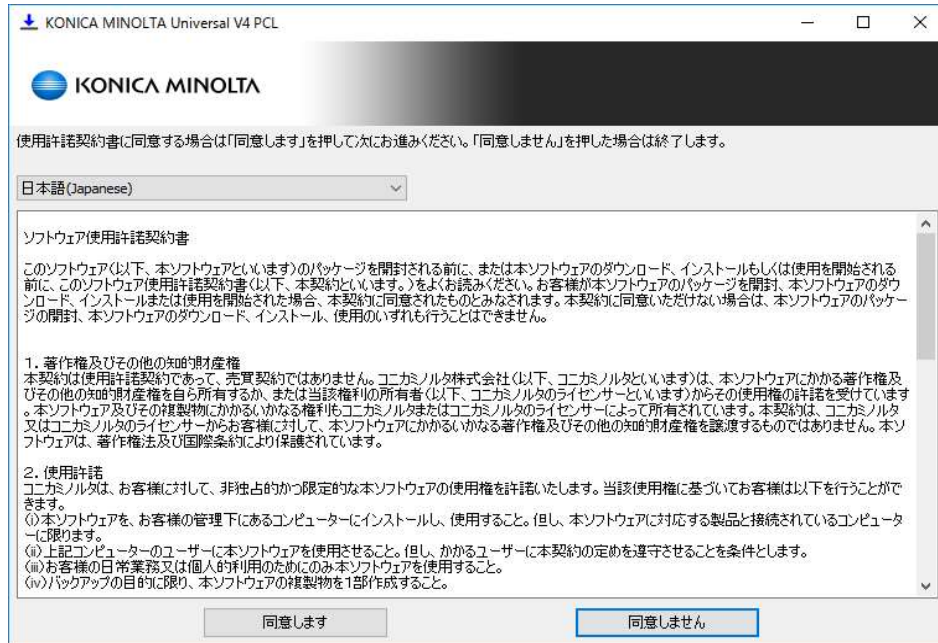 KONICA MINOLTA Universal V4 PCL
KONICA MINOLTA
使用許諾契約書に同意する場合は「同意します」を押して次にお進みください。「同意しません」を押した場合は終了します。
日本語(Japanese)
ソフトウェア使用許諾契約書
このソフトウェア(以下、本ソフトウェアといいます)のパッケージを開封される前に、または本ソフトウェアのダウンロード、インストールもしくは使用を開始される
前に、このソフトウェア使用許諾契約書(以下、本契約といいます。)をよくお読みください。お客様が本ソフトウェアのパッケージを開封、本ソフトウェアのダウ
ンロード、インストールまたは使用を開始された場合、本契約に同意されたものとみなされます。本契約に同意いただけない場合は、本ソフトウェアのパッケー
ジの開封、本ソフトウェアのダウンロード、インストール、使用のいずれも行うことはできません。
1. 著作権及びその他の知的財産権
本契約は使用許諾契約であって、売買契約ではありません。コニカミノルタ株式会社(以下、コニカミノルタといいます)は、本ソフトウェアにかかる著作権及
びその他の知的財産権を自ら所有するか、または当該権利の所有者(以下、コニカミノルタのライセンサーといいます)からその使用権の許諾を受けています
。本ソフトウェア及びその複製物にかかるいかなる権利もコニカミノルタまたはコニカミノルタのライセンサーによって所有されています。本契約は、コニカミノルタ
又はコニカミノルタのライセンサーからお客様に対して、本ソフトウェアにかかるいかなる著作権及びその他の知的財産権を譲渡するものではありません。本ソ
フトウェアは、著作権法及び国際条約により保護されています。
2. 使用許諾
コニカミノルタは、お客様に対して、非独占的かつ限定的な本ソフトウェアの使用権を許諾いたします。当該使用権に基づいてお客様は以下を行うことがで
きます。
(i)本ソフトウェアを、お客様の管理下にあるコンピューターにインストールし、使用すること。但し、本ソフトウェアに対応する製品と接続されているコンピュータ
ーに限ります。
(ii)上記コンピューターのユーザーに本ソフトウェアを使用させること。但し、かかるユーザーに本契約の定めを遵守させることを条件とします。
(iii)お客様の日常業務又は個人的利用のためにのみ本ソフトウェアを使用すること。
(iv)バックアップの目的に限り、本ソフトウェアの複製物を1部作成すること。
同意します
同意しません